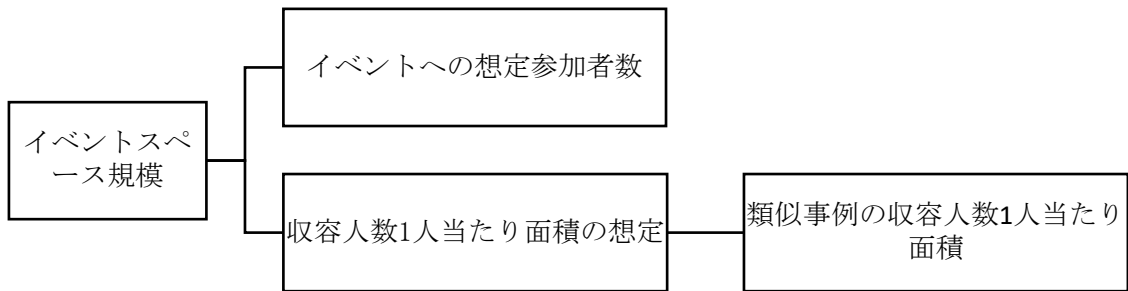 イベントスペ
ース規模
イベントへの想定参加者数
収容人数1人当たり面積の想定
類似事例の収容人数1人当たり
面積